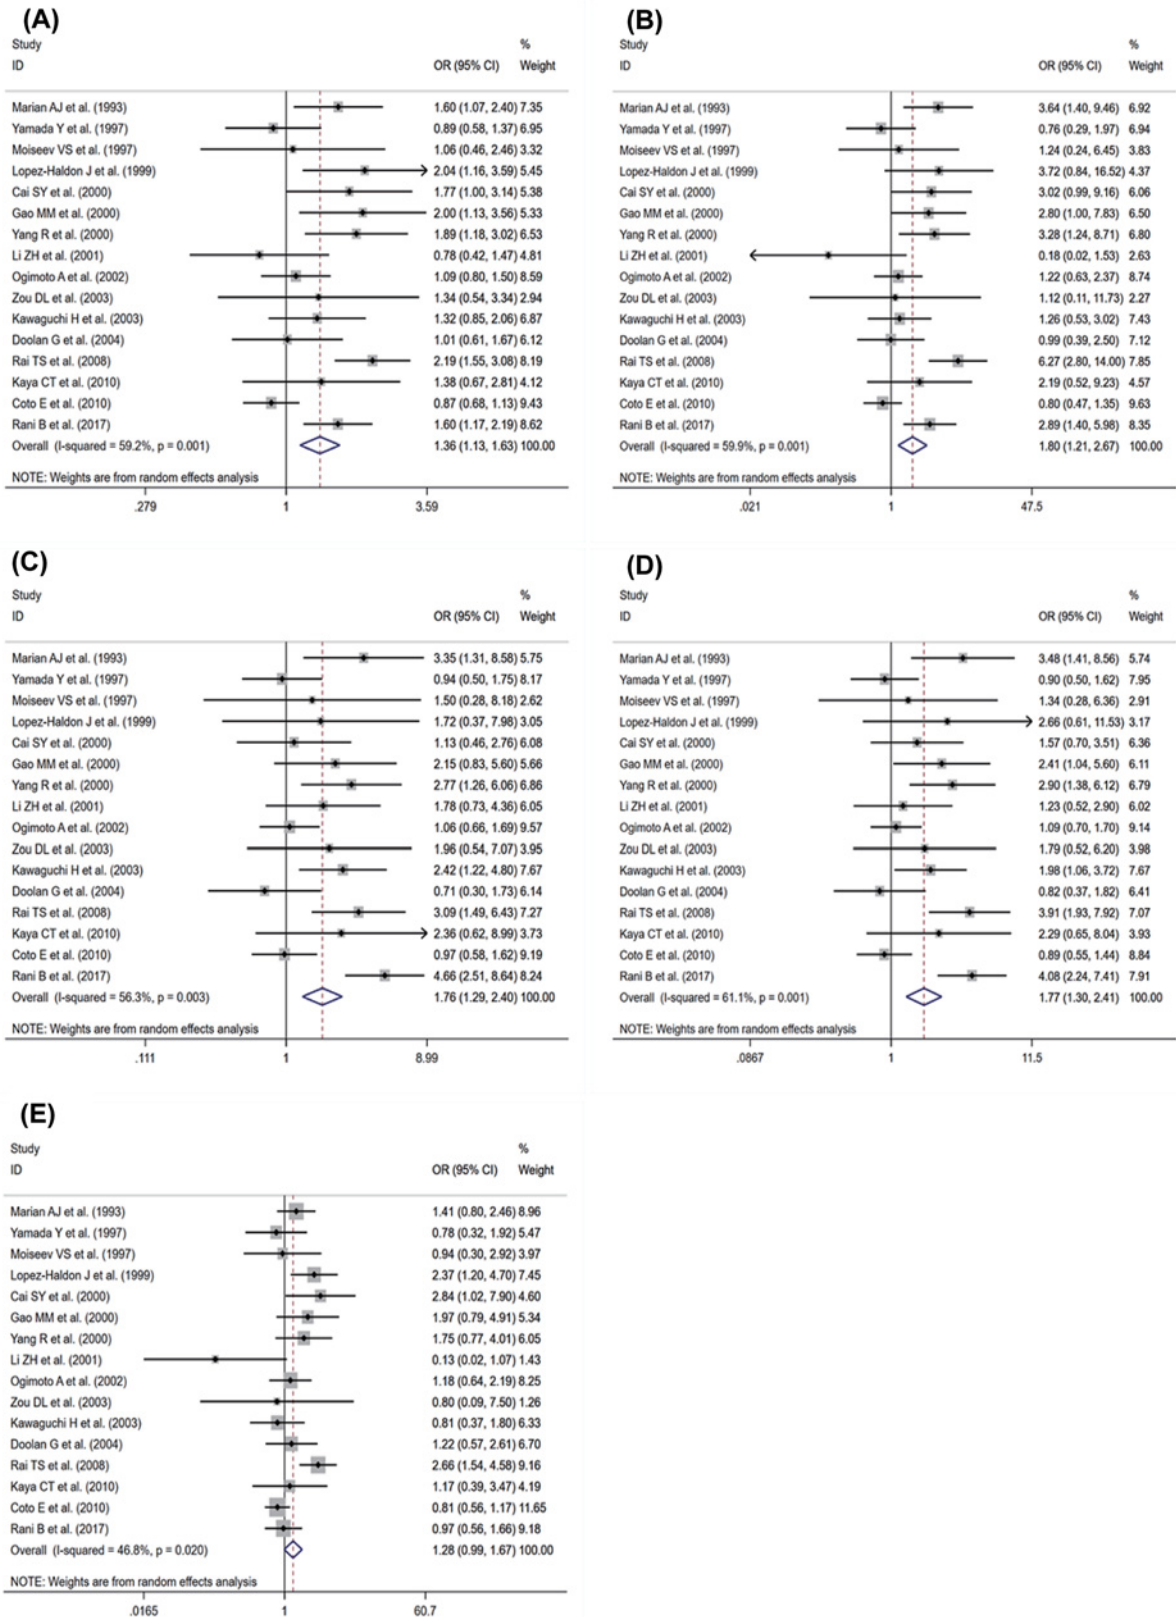 (A)
Study %
ID OR (95% CI) Weight
Marian AJ et al. (1993) 1.60 (1.07, 2.40) 7.35
Yamada Y et al. (1997) 0.89 (0.58, 1.37) 6.95
Moiseev VS et al. (1997) 1.06 (0.46, 2.46) 3.32
Lopez-Haldon J et al. (1999) 2.04 (1.16, 3.59) 5.45
Cai SY et al. (2000) 1.77 (1.00, 3.14) 5.38
Gao MM et al. (2000) 2.00 (1.13, 3.56) 5.33
Yang R et al. (2000) 1.89 (1.18, 3.02) 6.53
Li ZH et al. (2001) 0.78 (0.42, 1.47) 4.81
Ogimoto A et al. (2002) 1.09 (0.80, 1.50) 8.59
Zou DL et al. (2003) 1.34 (0.54, 3.34) 2.94
Kawaguchi H et al. (2003) 1.32 (0.85, 2.06) 6.87
Doolan G et al. (2004) 1.01 (0.61, 1.67) 6.12
Rai TS et al. (2008) 2.19 (1.55, 3.08) 8.19
Kaya CT et al. (2010) 1.38 (0.67, 2.81) 4.12
Coto E et al. (2010) 0.87 (0.68, 1.13) 9.43
Rani B et al. (2017) 1.60 (1.17, 2.19) 8.62
Overall (I-squared = 59.2%, p = 0.001) 1.36 (1.13, 1.63) 100.00
NOTE: Weights are from random effects analysis
.279 1 3.59
(B)
Study %
ID OR (95% CI) Weight
Marian AJ et al. (1993) 3.64 (1.40, 9.46) 6.92
Yamada Y et al. (1997) 0.76 (0.29, 1.97) 6.94
Moiseev VS et al. (1997) 1.24 (0.24, 6.45) 3.83
Lopez-Haldon J et al. (1999) 3.72 (0.84, 16.52) 4.37
Cai SY et al. (2000) 3.02 (0.99, 9.16) 6.06
Gao MM et al. (2000) 2.80 (1.00, 7.83) 6.50
Yang R et al. (2000) 3.28 (1.24, 8.71) 6.80
Li ZH et al. (2001) 0.18 (0.02, 1.53) 2.63
Ogimoto A et al. (2002) 1.22 (0.63, 2.37) 8.74
Zou DL et al. (2003) 1.12 (0.11, 11.73) 2.27
Kawaguchi H et al. (2003) 1.26 (0.53, 3.02) 7.43
Doolan G et al. (2004) 0.99 (0.39, 2.50) 7.12
Rai TS et al. (2008) 6.27 (2.80, 14.00) 7.85
Kaya CT et al. (2010) 2.19 (0.52, 9.23) 4.57
Coto E et al. (2010) 0.80 (0.47, 1.35) 9.63
Rani B et al. (2017) 2.89 (1.40, 5.98) 8.35
Overall (I-squared = 59.9%, p = 0.001) 1.80 (1.21, 2.67) 100.00
NOTE: Weights are from random effects analysis
.021 1 47.5
(C)
Study %
ID OR (95% CI) Weight
Marian AJ et al. (1993) 3.35 (1.31, 8.58) 5.75
Yamada Y et al. (1997) 0.94 (0.50, 1.75) 8.17
Moiseev VS et al. (1997) 1.50 (0.28, 8.18) 2.62
Lopez-Haldon J et al. (1999) 1.72 (0.37, 7.98) 3.05
Cai SY et al. (2000) 1.13 (0.46, 2.76) 6.08
Gao MM et al. (2000) 2.15 (0.83, 5.60) 5.66
Yang R et al. (2000) 2.77 (1.26, 6.06) 6.86
Li ZH et al. (2001) 1.78 (0.73, 4.36) 6.05
Ogimoto A et al. (2002) 1.06 (0.66, 1.69) 9.57
Zou DL et al. (2003) 1.96 (0.54, 7.07) 3.95
Kawaguchi H et al. (2003) 2.42 (1.22, 4.80) 7.67
Doolan G et al. (2004) 0.71 (0.30, 1.73) 6.14
Rai TS et al. (2008) 3.09 (1.49, 6.43) 7.27
Kaya CT et al. (2010) 2.36 (0.62, 8.99) 3.73
Coto E et al. (2010) 0.97 (0.58, 1.62) 9.19
Rani B et al. (2017) 4.66 (2.51, 8.64) 8.24
Overall (I-squared = 56.3%, p = 0.003) 1.76 (1.29, 2.40) 100.00
NOTE: Weights are from random effects analysis
.111 1 8.99
(D)
Study %
ID OR (95% CI) Weight
Marian AJ et al. (1993) 3.48 (1.41, 8.56) 5.74
Yamada Y et al. (1997) 0.90 (0.50, 1.62) 7.95
Moiseev VS et al. (1997) 1.34 (0.28, 6.36) 2.91
Lopez-Haldon J et al. (1999) 2.66 (0.61, 11.53) 3.17
Cai SY et al. (2000) 1.57 (0.70, 3.51) 6.36
Gao MM et al. (2000) 2.41 (1.04, 5.60) 6.11
Yang R et al. (2000) 2.90 (1.38, 6.12) 6.79
Li ZH et al. (2001) 1.23 (0.52, 2.90) 6.02
Ogimoto A et al. (2002) 1.09 (0.70, 1.70) 9.14
Zou DL et al. (2003) 1.79 (0.52, 6.20) 3.98
Kawaguchi H et al. (2003) 1.98 (1.06, 3.72) 7.67
Doolan G et al. (2004) 0.82 (0.37, 1.82) 6.41
Rai TS et al. (2008) 3.91 (1.93, 7.92) 7.07
Kaya CT et al. (2010) 2.29 (0.65, 8.04) 3.93
Coto E et al. (2010) 0.89 (0.55, 1.44) 8.84
Rani B et al. (2017) 4.08 (2.24, 7.41) 7.91
Overall (I-squared = 61.1%, p = 0.001) 1.77 (1.30, 2.41) 100.00
NOTE: Weights are from random effects analysis
.0867 1 11.5
(E)
Study %
ID OR (95% CI) Weight
Marian AJ et al. (1993) 1.41 (0.80, 2.46) 8.96
Yamada Y et al. (1997) 0.78 (0.32, 1.92) 5.47
Moiseev VS et al. (1997) 0.94 (0.30, 2.92) 3.97
Lopez-Haldon J et al. (1999) 2.37 (1.20, 4.70) 7.45
Cai SY et al. (2000) 2.84 (1.02, 7.90) 4.60
Gao MM et al. (2000) 1.97 (0.79, 4.91) 5.34
Yang R et al. (2000) 1.75 (0.77, 4.01) 6.05
Li ZH et al. (2001) 0.13 (0.02, 1.07) 1.43
Ogimoto A et al. (2002) 1.18 (0.64, 2.19) 8.25
Zou DL et al. (2003) 0.80 (0.09, 7.50) 1.26
Kawaguchi H et al. (2003) 0.81 (0.37, 1.80) 6.33
Doolan G et al. (2004) 1.22 (0.57, 2.61) 6.70
Rai TS et al. (2008) 2.66 (1.54, 4.58) 9.16
Kaya CT et al. (2010) 1.17 (0.39, 3.47) 4.19
Coto E et al. (2010) 0.81 (0.56, 1.17) 11.65
Rani B et al. (2017) 0.97 (0.56, 1.66) 9.18
Overall (I-squared = 46.8%, p = 0.020) 1.28 (0.99, 1.67) 100.00
NOTE: Weights are from random effects analysis
.0165 1 60.7